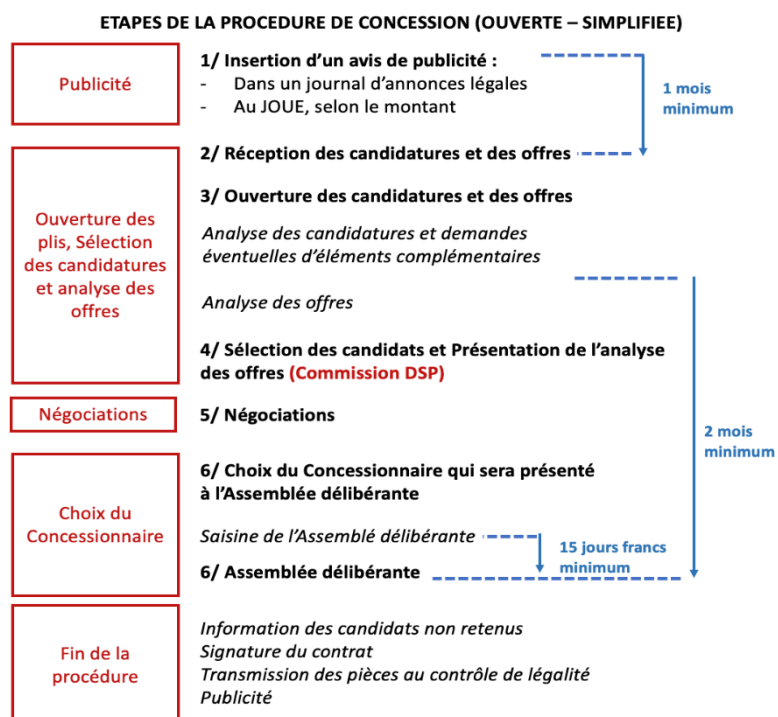 ETAPES DE LA PROCEDURE DE CONCESSION (OUVERTE – SIMPLIFIEE)
Publicité
1/ Insertion d’un avis de publicité :
- Dans un journal d’annonces légales
- Au JOUE, selon le montant
1 mois
minimum
2/ Réception des candidatures et des offres
Ouverture des
plis, Sélection
des candidatures
et analyse des
offres
3/ Ouverture des candidatures et des offres
Analyse des candidatures et demandes
éventuelles d’éléments complémentaires
Analyse des offres
4/ Sélection des candidats et Présentation de l’analyse
des offres (Commission DSP)
Négociations
5/ Négociations
2 mois
minimum
Choix du
Concessionnaire
6/ Choix du Concessionnaire qui sera présenté
à l’Assemblée délibérante
Saisine de l’Assemblé délibérante
15 jours francs
minimum
6/ Assemblée délibérante
Fin de la
procédure
Information des candidats non retenus
Signature du contrat
Transmission des pièces au contrôle de légalité
Publicité